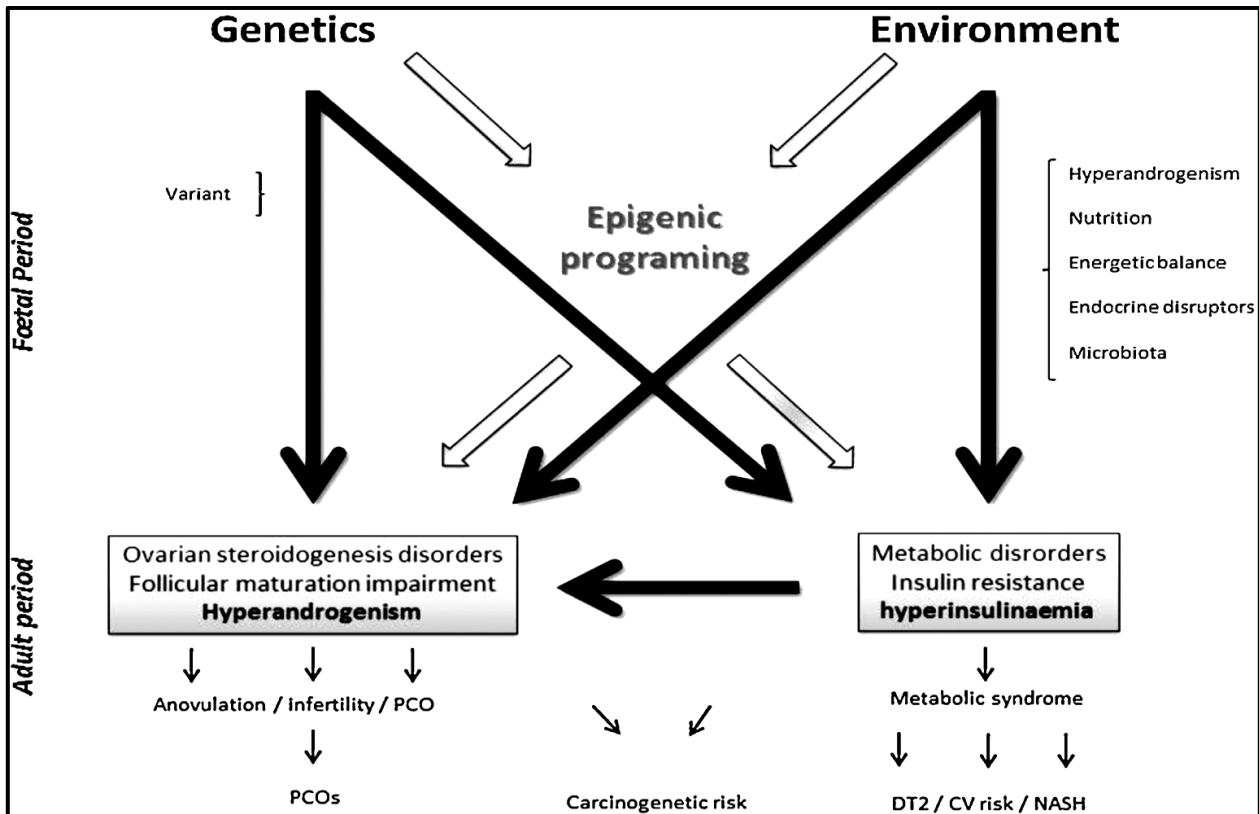 Genetics
Environment
Variant
Hyperandrogenism
Nutrition
Energetic balance
Endocrine disruptors
Microbiota
Epigenic
programing
Fœtal Period
Ovarian steroidogenesis disorders
Follicular maturation impairment
Hyperandrogenism
Metabolic disrorders
Insulin resistance
hyperinsulinaemia
Adult period
Anovulation / infertility / PCO
Metabolic syndrome
PCOs
Carcinogenetic risk
DT2 / CV risk / NASH